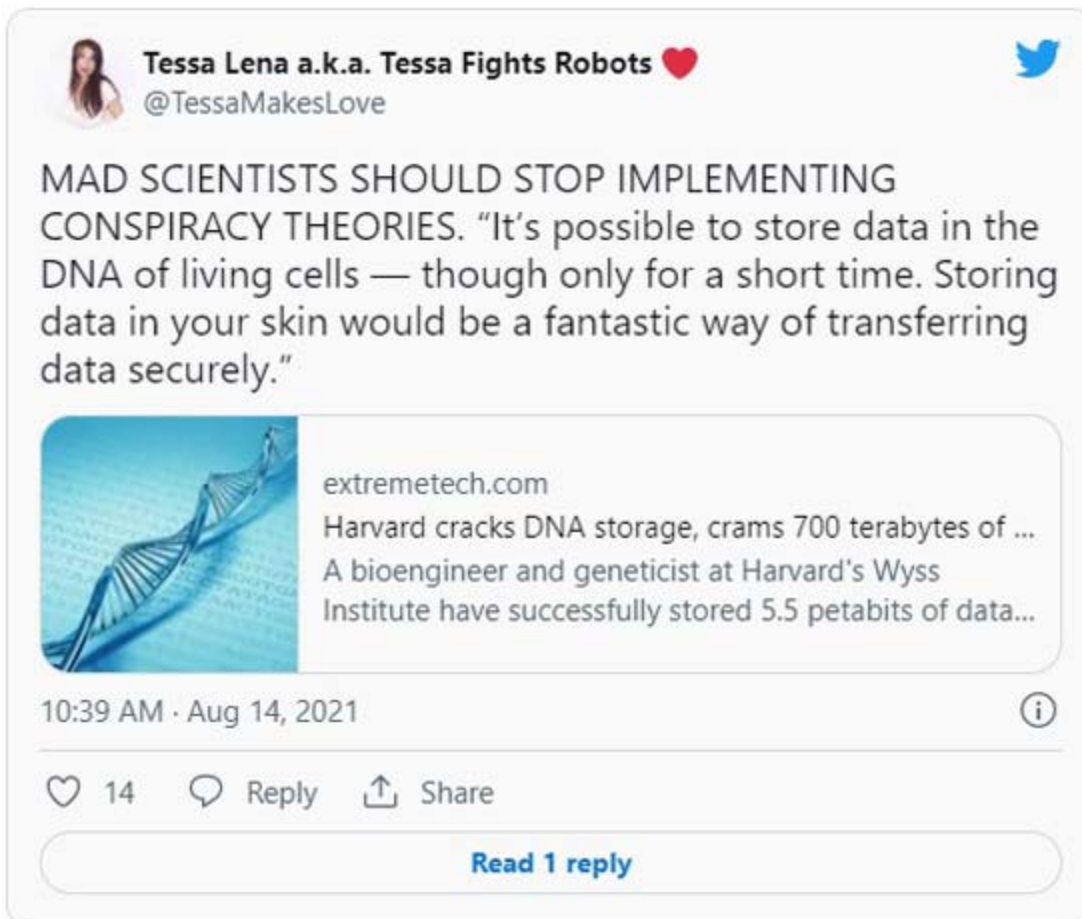 Tessa Lena a.k.a. Tessa Fights Robots ❤️
@TessaMakesLove
MAD SCIENTISTS SHOULD STOP IMPLEMENTING
CONSPIRACY THEORIES. “It’s possible to store data in the
DNA of living cells — though only for a short time. Storing
data in your skin would be a fantastic way of transferring
data securely.”
extremetech.com
Harvard cracks DNA storage, crams 700 terabytes of ...
A bioengineer and geneticist at Harvard's Wyss
Institute have successfully stored 5.5 petabits of data...
10:39 AM · Aug 14, 2021
14 Reply Share
Read 1 reply